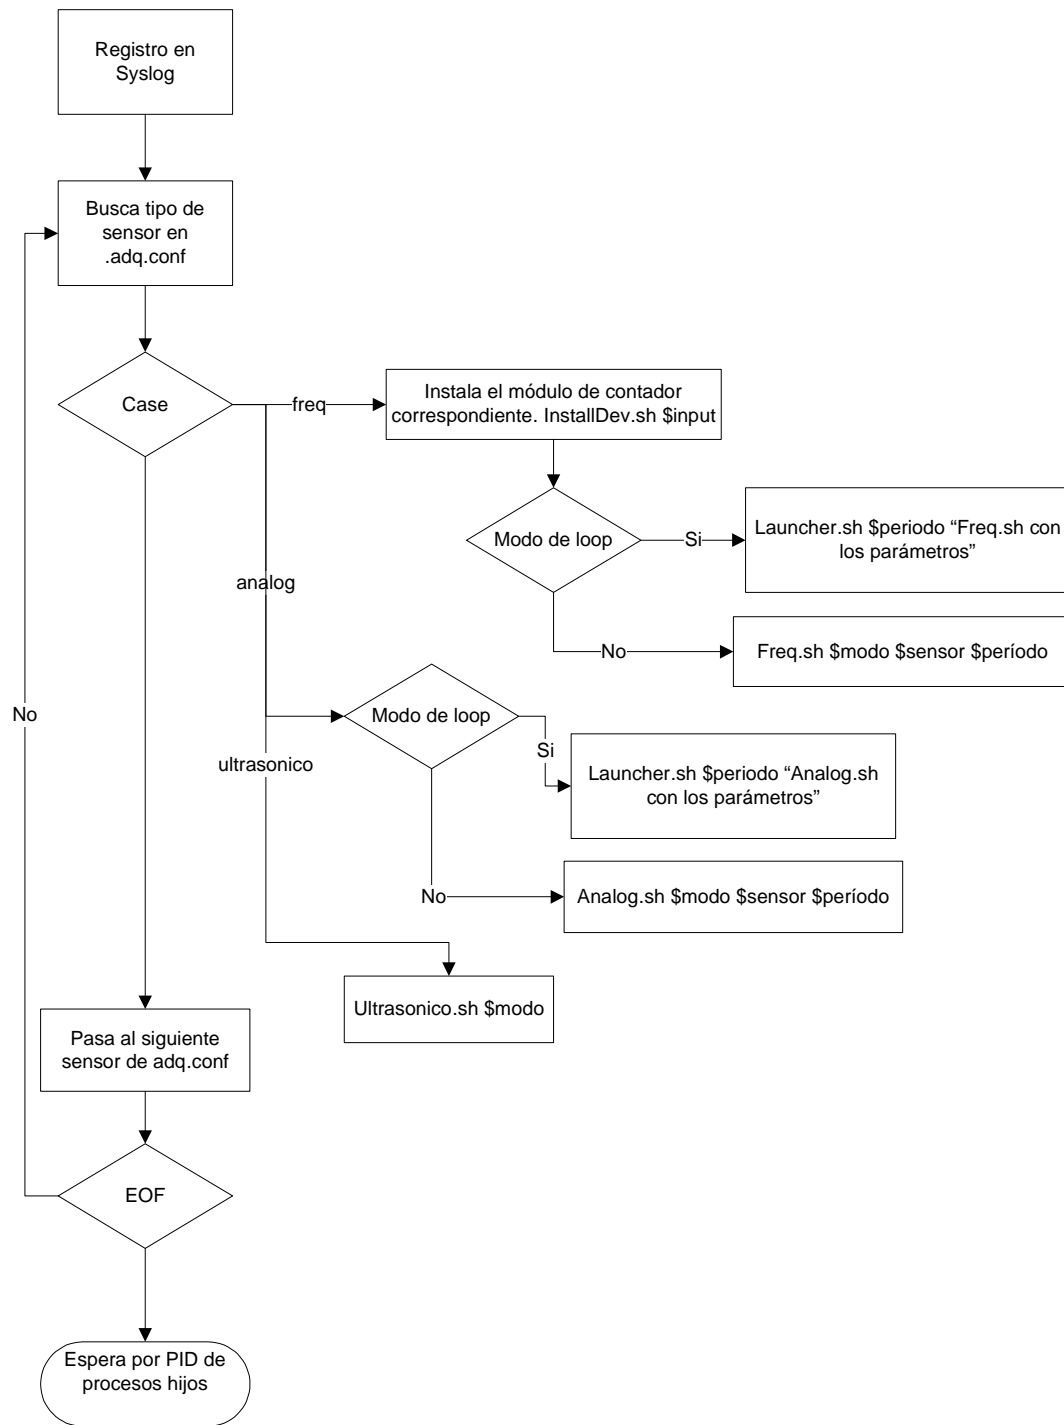 Registro en
Syslog
Busca tipo de
sensor en
.adq.conf
Case
freq
Instala el módulo de contador
correspondiente. InstallDev.sh $input
Modo de loop
Si
Launcher.sh $periodo “Freq.sh con
los parámetros”
No
Freq.sh $modo $sensor $período
analog
Modo de loop
Si
Launcher.sh $periodo “Analog.sh
con los parámetros”
No
Analog.sh $modo $sensor $período
ultrasonico
Ultrasonico.sh $modo
No
Pasa al siguiente
sensor de adq.conf
EOF
Espera por PID de
procesos hijos